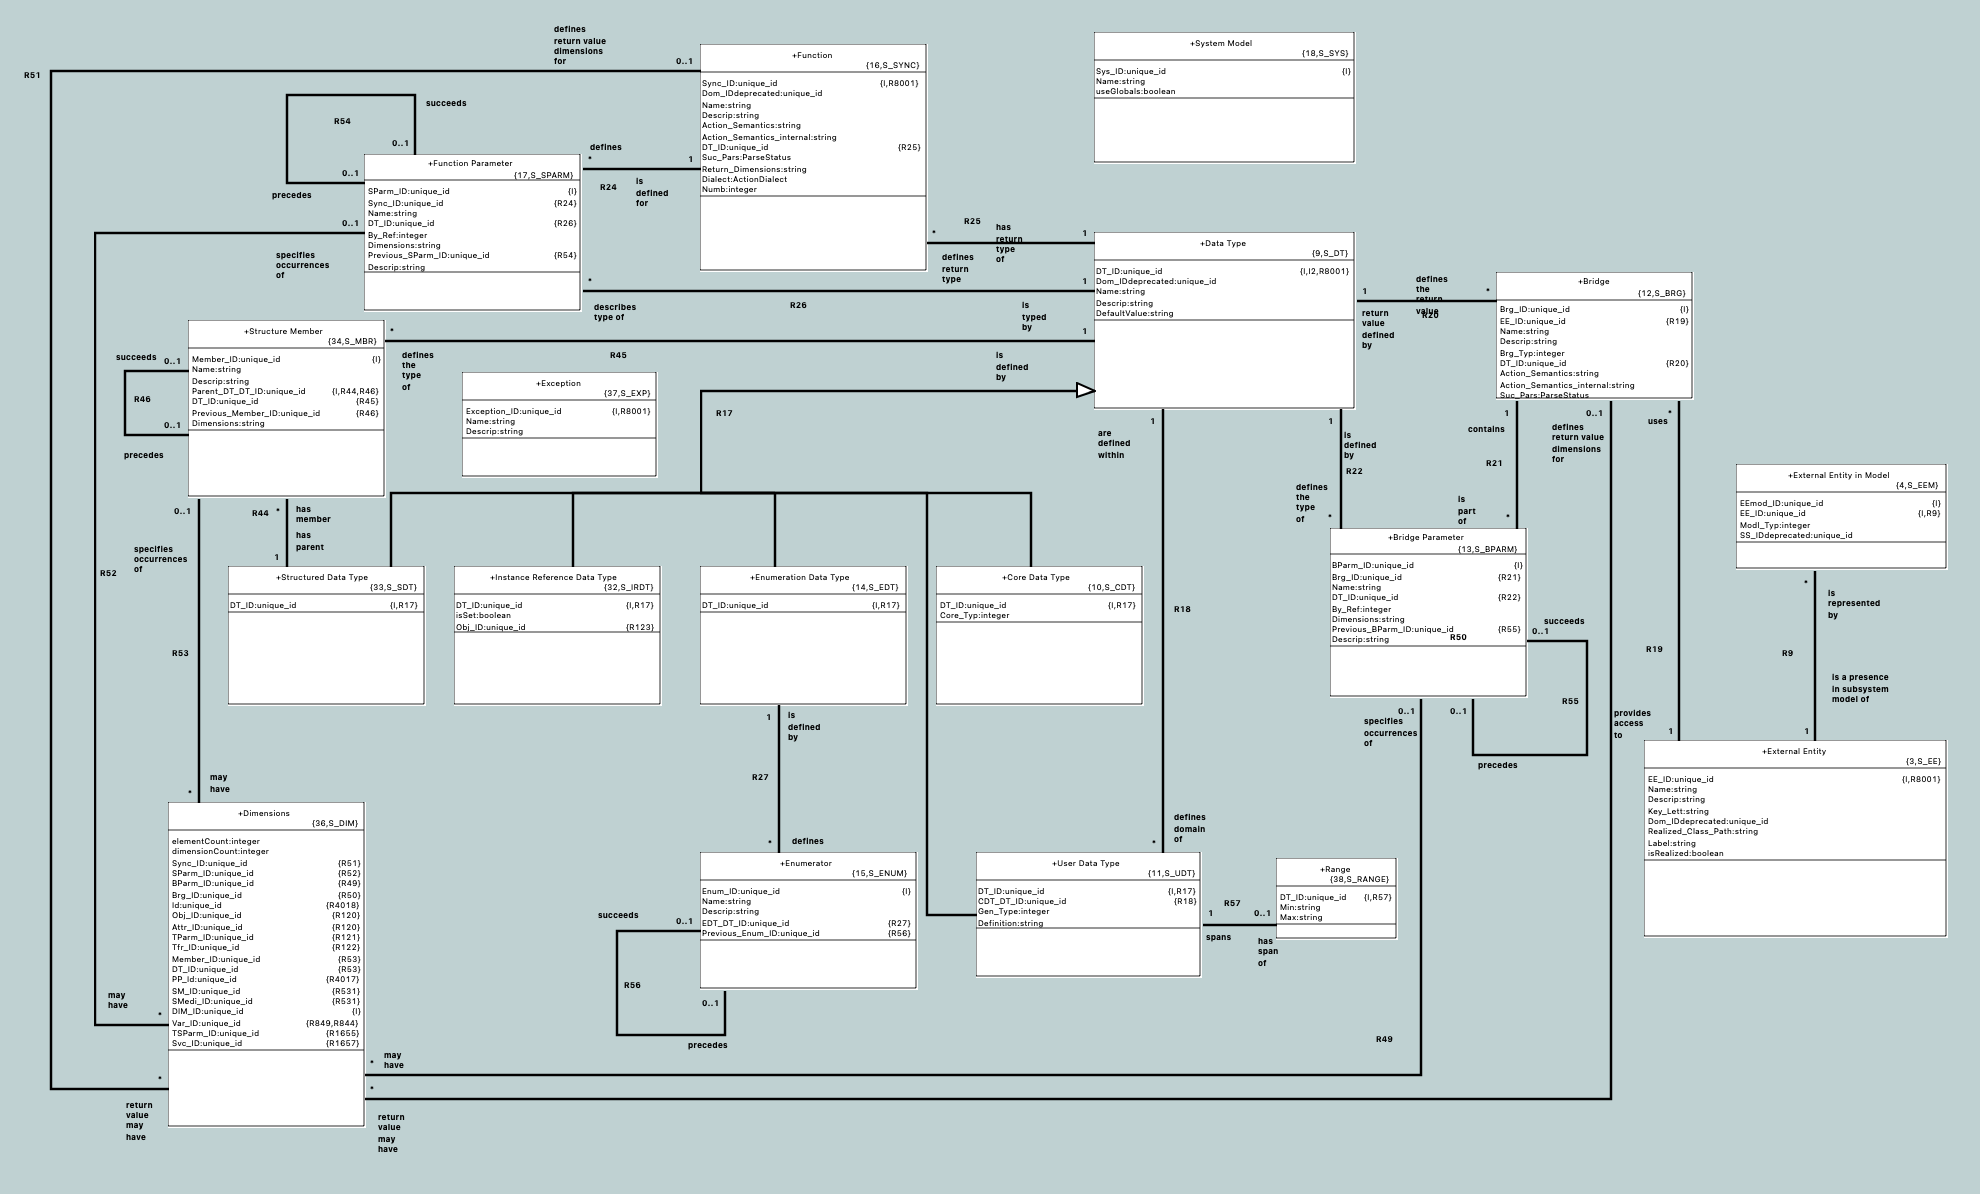 defines
return value
dimensions
for
0..1
R51
+Function
{16,S_SYNC}
Sync_ID:unique_id {I,R8001}
Dom_IDdeprecated:unique_id
Name:string
Descrip:string
Action_Semantics:string
Action_Semantics_internal:string
DT_ID:unique_id {R25}
Suc_Pars:ParseStatus
Return_Dimensions:string
Dialect:ActionDialect
Numb:integer
+System Model
{18,S_SYS}
Sys_ID:unique_id {I}
Name:string
useGlobals:boolean
succeeds
R54
0..1
0..1
precedes
+Function Parameter
{17,S_SPARM}
SParm_ID:unique_id {I}
Sync_ID:unique_id {R24}
Name:string
DT_ID:unique_id {R26}
By_Ref:integer
Dimensions:string
Previous_SParm_ID:unique_id {R54}
Descrip:string
defines
*
1
R24
is
defined
for
0..1
specifies
occurrences
of
R25
*
has
return
type
of
1
defines
return
type
*
1
describes
type of
R26
is
typed
by
+Data Type
{9,S_DT}
DT_ID:unique_id {I,I2,R8001}
Dom_IDdeprecated:unique_id
Name:string
Descrip:string
DefaultValue:string
defines
the
return
value
1
*
R20
return
value
defined
by
+Bridge
{12,S_BRG}
Brg_ID:unique_id {I}
EE_ID:unique_id {R19}
Name:string
Descrip:string
Brg_Typ:integer
DT_ID:unique_id {R20}
Action_Semantics:string
Action_Semantics_internal:string
Suc_Pars:ParseStatus
+Structure Member
{34,S_MBR}
Member_ID:unique_id {I}
Name:string
Descrip:string
Parent_DT_DT_ID:unique_id {I,R44,R46}
DT_ID:unique_id {R45}
Previous_Member_ID:unique_id {R46}
Dimensions:string
*
1
defines
the
type
of
R45
is
defined
by
succeeds
0..1
R46
0..1
precedes
+Exception
{37,S_EXP}
Exception_ID:unique_id {I,R8001}
Name:string
Descrip:string
R17
1
are
defined
within
1
is
defined
by
R22
defines
the
type
of
*
1
contains
R21
is
part
of
*
0..1
defines
return value
dimensions
for
*
uses
+External Entity in Model
{4,S_EEM}
EEmod_ID:unique_id {I}
EE_ID:unique_id {I,R9}
Modl_Typ:integer
SS_IDdeprecated:unique_id
0..1
specifies
occurrences
of
R44
*
has
member
has
parent
1
R52
R53
+Structured Data Type
{33,S_SDT}
DT_ID:unique_id {I,R17}
+Instance Reference Data Type
{32,S_IRDT}
DT_ID:unique_id {I,R17}
isSet:boolean
Obj_ID:unique_id {R123}
+Enumeration Data Type
{14,S_EDT}
DT_ID:unique_id {I,R17}
+Core Data Type
{10,S_CDT}
DT_ID:unique_id {I,R17}
Core_Typ:integer
R18
+Bridge Parameter
{13,S_BPARM}
BParm_ID:unique_id {I}
Brg_ID:unique_id {R21}
Name:string
DT_ID:unique_id {R22}
By_Ref:integer
Dimensions:string
Previous_BParm_ID:unique_id {R55}
Descrip:string
R50
succeeds
0..1
R55
0..1
precedes
0..1
specifies
occurrences
of
R19
provides
access
to
1
*
is
represented
by
R9
is a presence
in subsystem
model of
1
+External Entity
{3,S_EE}
EE_ID:unique_id {I,R8001}
Name:string
Descrip:string
Key_Lett:string
Dom_IDdeprecated:unique_id
Realized_Class_Path:string
Label:string
isRealized:boolean
1
is
defined
by
R27
*
defines
may
have
*
+Dimensions
{36,S_DIM}
elementCount:integer
dimensionCount:integer
Sync_ID:unique_id {R51}
SParm_ID:unique_id {R52}
BParm_ID:unique_id {R49}
Brg_ID:unique_id {R50}
Id:unique_id {R4018}
Obj_ID:unique_id {R120}
Attr_ID:unique_id {R120}
TParm_ID:unique_id {R121}
Tfr_ID:unique_id {R122}
Member_ID:unique_id {R53}
DT_ID:unique_id {R53}
PP_Id:unique_id {R4017}
SM_ID:unique_id {R531}
SMedi_ID:unique_id {R531}
DIM_ID:unique_id {I}
Var_ID:unique_id {R849,R844}
TSParm_ID:unique_id {R1655}
Svc_ID:unique_id {R1657}
+Enumerator
{15,S_ENUM}
Enum_ID:unique_id {I}
Name:string
Descrip:string
EDT_DT_ID:unique_id {R27}
Previous_Enum_ID:unique_id {R56}
succeeds
0..1
R56
0..1
precedes
defines
domain
of
*
+User Data Type
{11,S_UDT}
DT_ID:unique_id {I,R17}
CDT_DT_ID:unique_id {R18}
Gen_Type:integer
Definition:string
R57
1
0..1
spans
has
span
of
+Range
{38,S_RANGE}
DT_ID:unique_id {I,R57}
Min:string
Max:string
may
have
*
R49
may
have
*
*
*
return
value
may
have
return
value
may
have